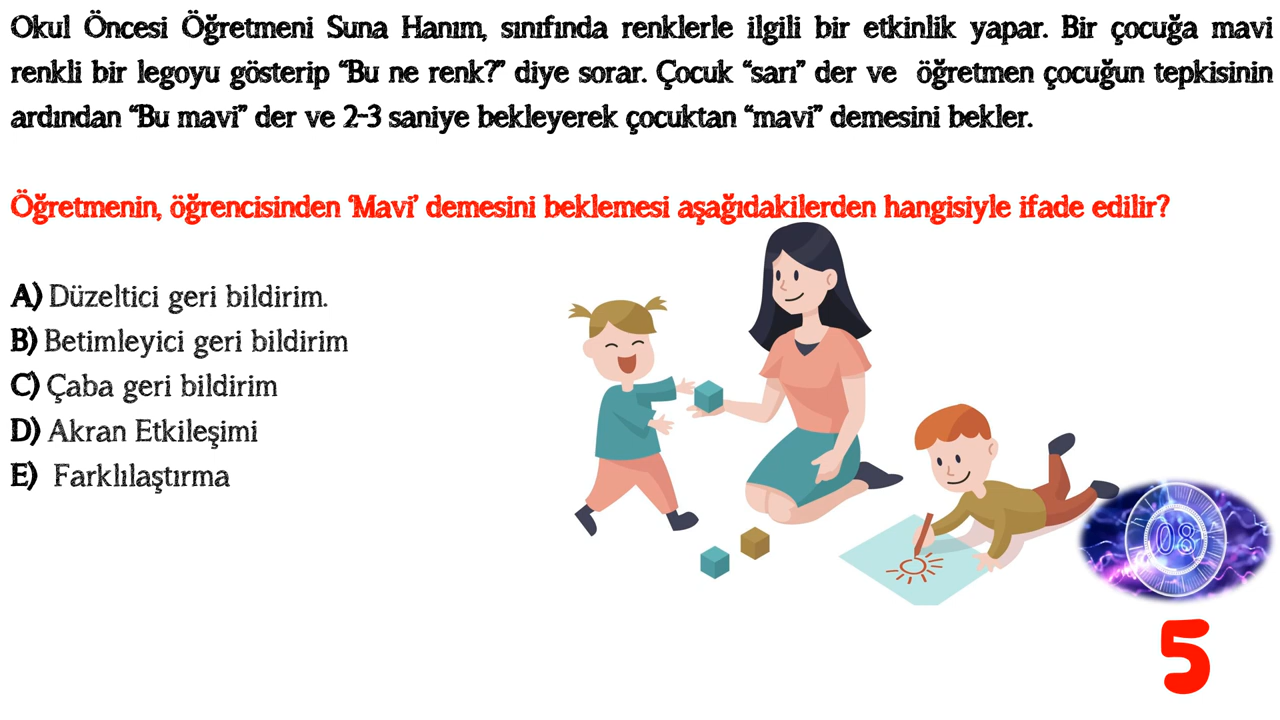 Okul Öncesi Öğretmeni Suna Hanım, sınıfında renklerle ilgili bir etkinlik yapar. Bir çocuğa mavi
renkli bir legoyu gösterip “Bu ne renk?” diye sorar. Çocuk “sarı” der ve öğretmen çocuğun tepkisinin
ardından “Bu mavi” der ve 2-3 saniye bekleyerek çocuktan “mavi” demesini bekler.
Öğretmenin, öğrencisinden ‘Mavi’ demesini beklemesi aşağıdakilerden hangisiyle ifade edilir?
A) Düzeltici geri bildirim.
B) Betimleyici geri bildirim
C) Çaba geri bildirim
D) Akran Etkileşimi
E) Farklılaştırma
08
5